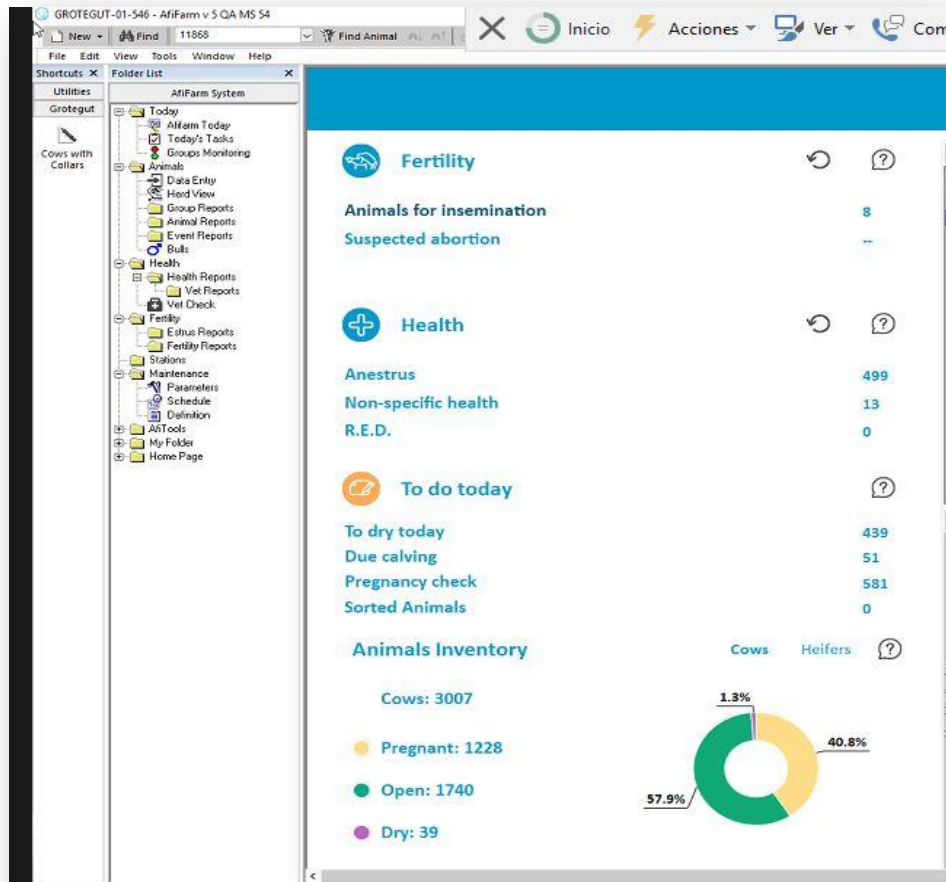 GROTEGUT-01-546 - AfiFarm v 5 QA MS 54
New Find 11868 Find Animal
Inicio Acciones Ver Com
File Edit View Tools Window Help
Shortcuts Folder List
Utilities
Grotegut
Cows with
Collars
AfiFarm System
Today
Afifarm Today
Today's Tasks
Groups Monitoring
Animals
Data Entry
Herd View
Group Reports
Animal Reports
Event Reports
Bulls
Health
Health Reports
Vet Reports
Vet Check
Fertility
Estrus Reports
Fertility Reports
Stations
Maintenance
Parameters
Schedule
Definition
AfiTools
My Folder
Home Page
Fertility
Animals for insemination 8
Suspected abortion --
Health
Anestrus 499
Non-specific health 13
R.E.D. 0
To do today
To dry today 439
Due calving 51
Pregnancy check 581
Sorted Animals 0
Animals Inventory Cows Heifers
Cows: 3007
Pregnant: 1228
Open: 1740
Dry: 39
1.3%
40.8%
57.9%